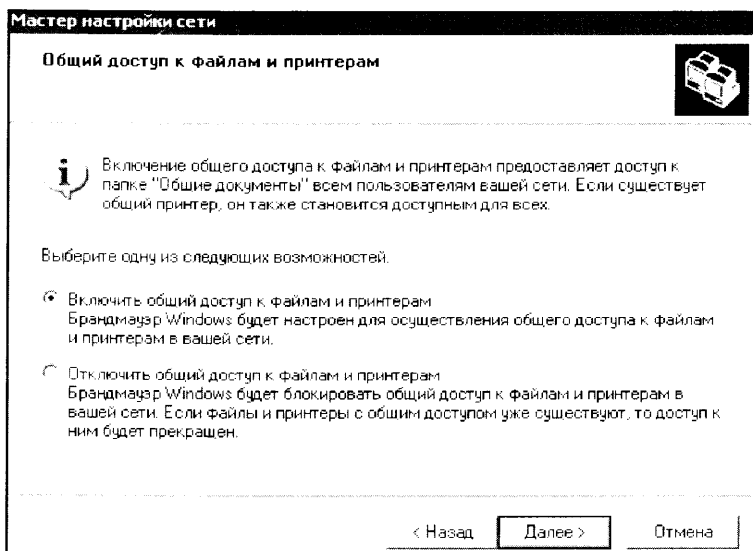 Мастер настройки сети
Общий доступ к файлам и принтерам
Включение общего доступа к файлам и принтерам предоставляет доступ к
папке "Общие документы" всем пользователям вашей сети. Если существует
общий принтер, он также становится доступным для всех.
Выберите одну из следующих возможностей.
Включить общий доступ к файлам и принтерам
Брандмауэр Windows будет настроен для осуществления общего доступа к файлам
и принтерам в вашей сети.
Отключить общий доступ к файлам и принтерам
Брандмауэр Windows будет блокировать общий доступ к файлам и принтерам в
вашей сети. Если файлы и принтеры с общим доступом уже существуют, то доступ к
ним будет прекращен.
< Назад Далее > Отмена